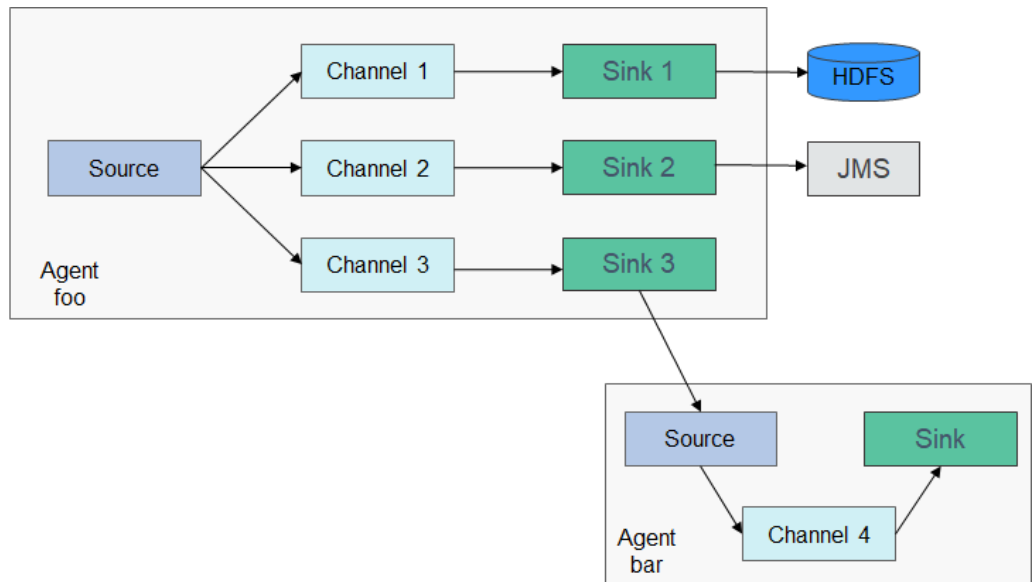 Channel 1
Sink 1
HDFS
Source
Channel 2
Sink 2
JMS
Channel 3
Sink 3
Agent
foo
Source
Sink
Channel 4
Agent
bar